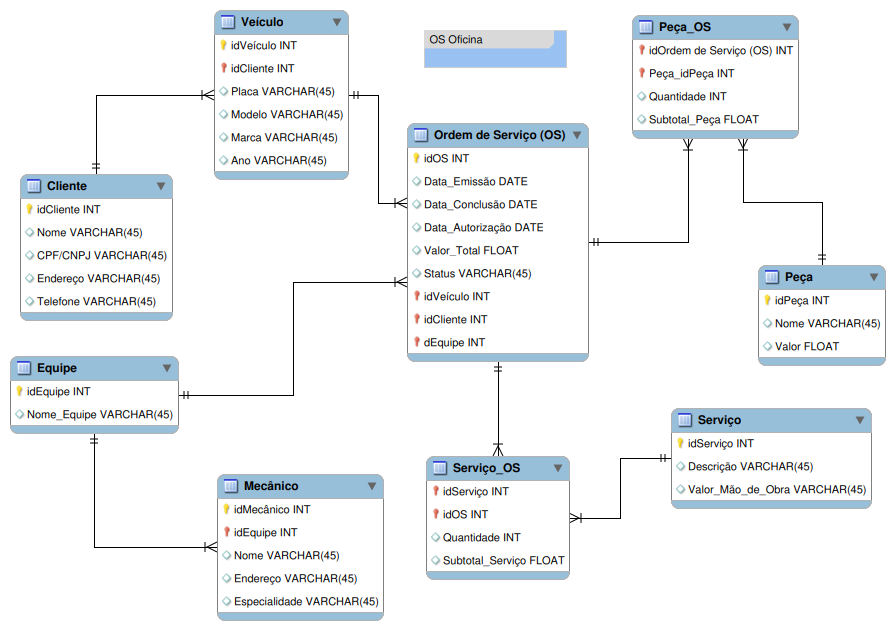 Veículo
idVeículo INT
idCliente INT
Placa VARCHAR(45)
Modelo VARCHAR(45)
Marca VARCHAR(45)
Ano VARCHAR(45)
OS Oficina
Peça_OS
idOrdem de Serviço (OS) INT
Peça_idPeça INT
Quantidade INT
Subtotal_Peça FLOAT
Ordem de Serviço (OS)
idOS INT
Data_Emissão DATE
Data_Conclusão DATE
Data_Autorização DATE
Valor_Total FLOAT
Status VARCHAR(45)
idVeículo INT
idCliente INT
dEquipe INT
Cliente
idCliente INT
Nome VARCHAR(45)
CPF/CNPJ VARCHAR(45)
Endereço VARCHAR(45)
Telefone VARCHAR(45)
Peça
idPeça INT
Nome VARCHAR(45)
Valor FLOAT
Equipe
idEquipe INT
Nome_Equipe VARCHAR(45)
Serviço
idServiço INT
Descrição VARCHAR(45)
Valor_Mão_de_Obra VARCHAR(45)
Serviço_OS
idServiço INT
idOS INT
Quantidade INT
Subtotal_Serviço FLOAT
Mecânico
idMecânico INT
idEquipe INT
Nome VARCHAR(45)
Endereço VARCHAR(45)
Especialidade VARCHAR(45)